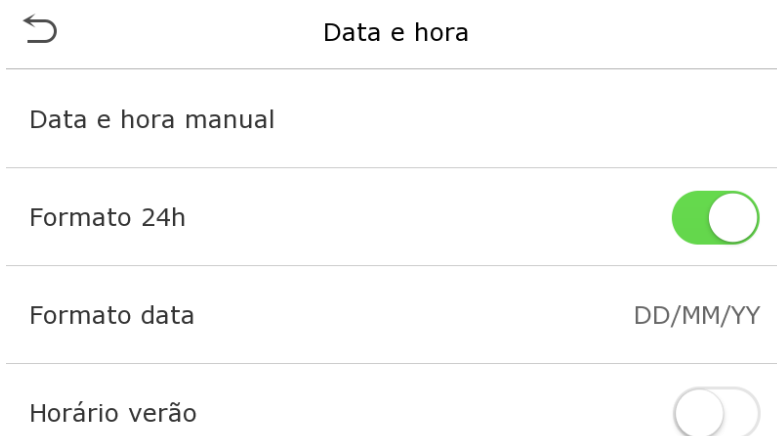 Data e hora
Data e hora manual
Formato 24h
Formato data DD/MM/YY
Horário verão